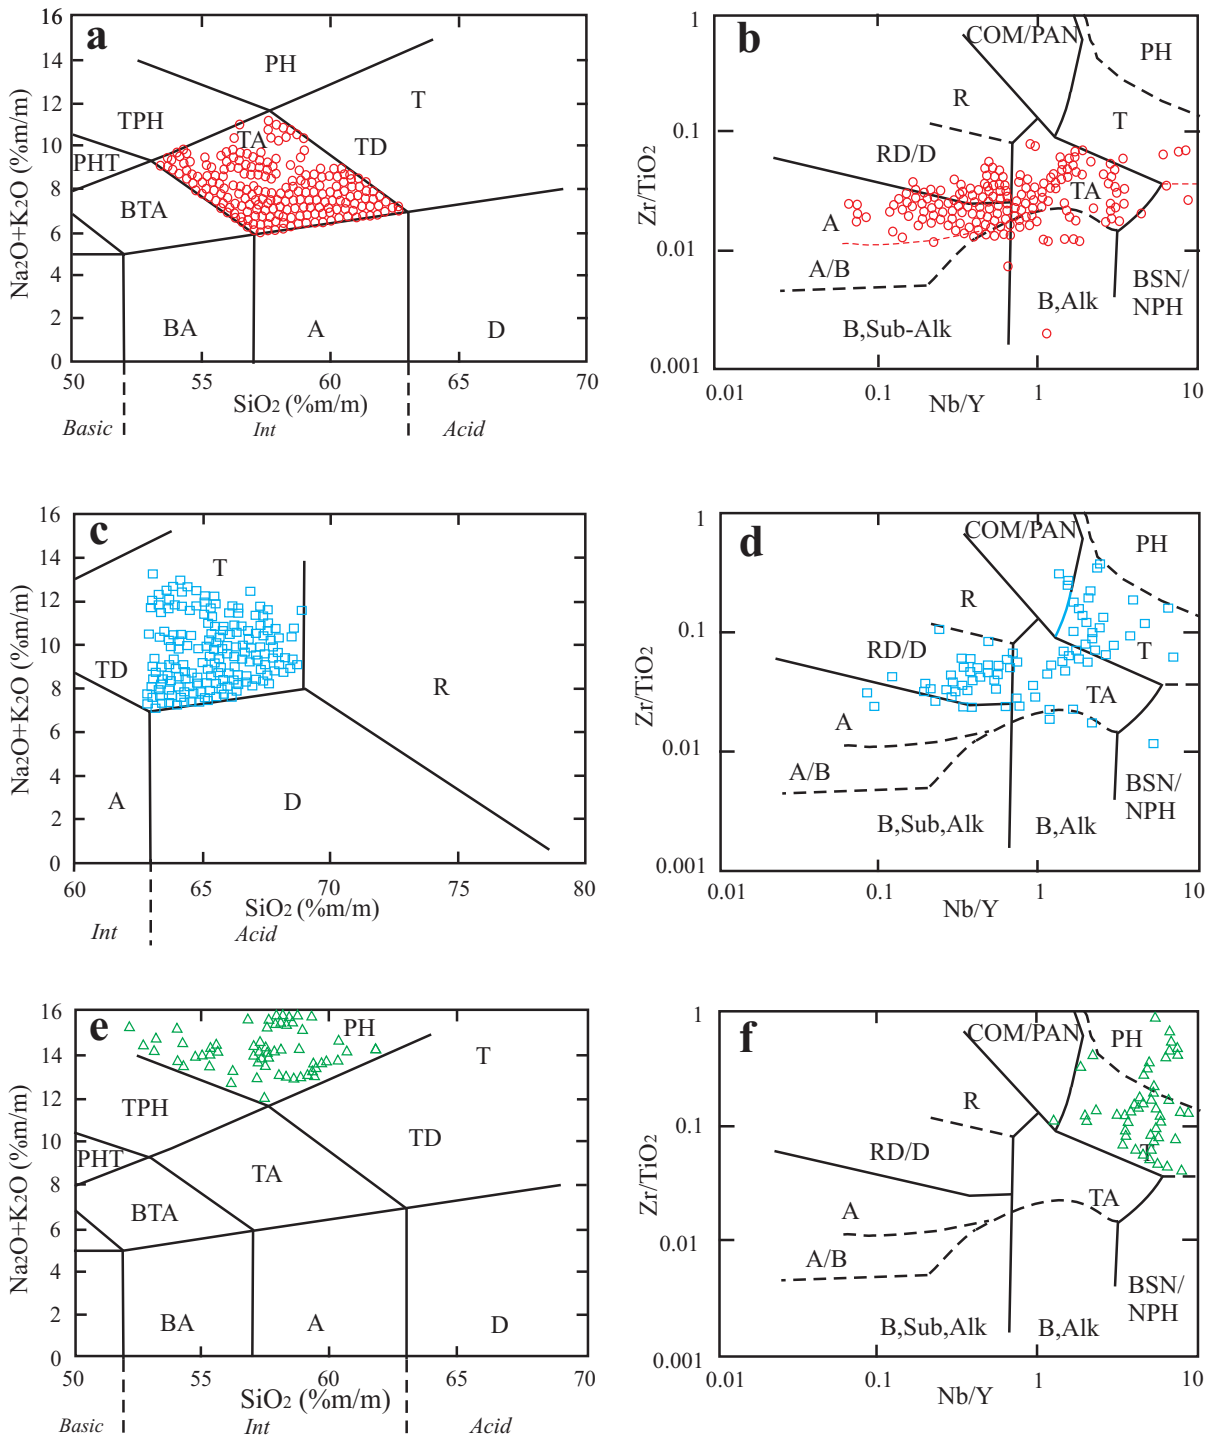 a
16
14
12
10
8
6
4
2
0
Na2O+K2O (%m/m)
PH
T
TPH
TA
TD
PHT
BTA
BA
A
D
50
55
60
65
70
SiO2 (%m/m)
Basic
Int
Acid
b
1
0.1
0.01
0.001
Zr/TiO2
COM/PAN
PH
R
T
RD/D
TA
A
A/B
B,Sub-Alk
B,Alk
BSN/
NPH
0.01
0.1
1
10
Nb/Y
c
16
14
12
10
8
6
4
2
0
Na2O+K2O (%m/m)
T
TD
R
A
D
60
65
70
75
80
SiO2 (%m/m)
Int
Acid
d
1
0.1
0.01
0.001
Zr/TiO2
COM/PAN
PH
R
RD/D
T
TA
A
A/B
B,Sub,Alk
B,Alk
BSN/
NPH
0.01
0.1
1
10
Nb/Y
e
16
14
12
10
8
6
4
2
0
Na2O+K2O (%m/m)
PH
T
TPH
TD
PHT
TA
BTA
BA
A
D
50
55
60
65
70
SiO2 (%m/m)
Basic
Int
Acid
f
1
0.1
0.01
0.001
Zr/TiO2
COM/PAN
PH
R
RD/D
T
TA
A
A/B
B,Sub,Alk
B,Alk
BSN/
NPH
0.01
0.1
1
10
Nb/Y